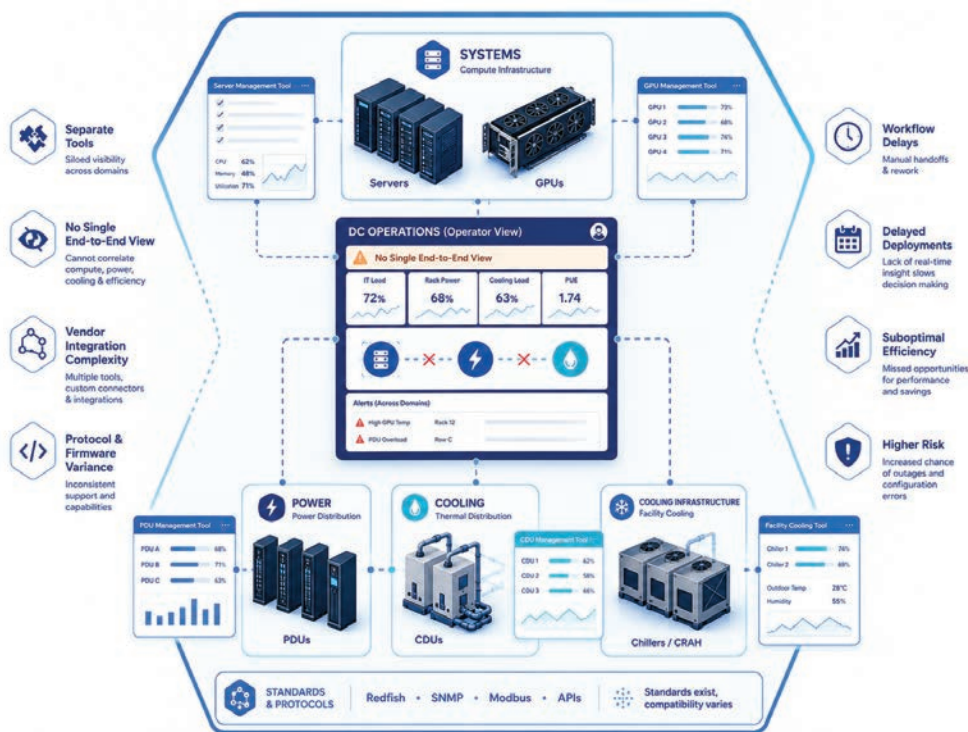 SYSTEMS
Compute Infrastructure
Servers
GPUs
Server Management Tool
CPU 62%
Memory 48%
Utilization 71%
GPU Management Tool
GPU 1 73%
GPU 2 68%
GPU 3 74%
GPU 4 71%
Separate
Tools
Siloed visibility
across domains
No Single
End-to-End View
Cannot correlate
compute, power,
cooling & efficiency
Vendor
Integration
Complexity
Multiple tools,
custom connectors
& integrations
Protocol &
Firmware
Variance
Inconsistent
support and
capabilities
DC OPERATIONS (Operator View)
No Single End-to-End View
IT Load
72%
Rack Power
68%
Cooling Load
63%
PUE
1.74
Alerts (Across Domains)
High GPU Temp Rack 12
PDU Overload Row C
Workflow
Delays
Manual handoffs
& rework
Delayed
Deployments
Lack of real-time
insight slows
decision making
Suboptimal
Efficiency
Missed opportunities
for performance
and savings
Higher Risk
Increased chance
of outages and
configuration
errors
PDU Management Tool
PDU A 68%
PDU B 71%
PDU C 63%
POWER
Power Distribution
PDUs
COOLING
Thermal Distribution
CDUs
CDU Management Tool
CDU 1 62%
CDU 2 58%
CDU 3 66%
COOLING INFRASTRUCTURE
Facility Cooling
Chillers / CRAH
Facility Cooling Tool
Chiller 1 74%
Chiller 2 69%
Outdoor Temp 28°C
Humidity 55%
STANDARDS
& PROTOCOLS
Redfish • SNMP • Modbus • APIs
Standards exist,
compatibility varies